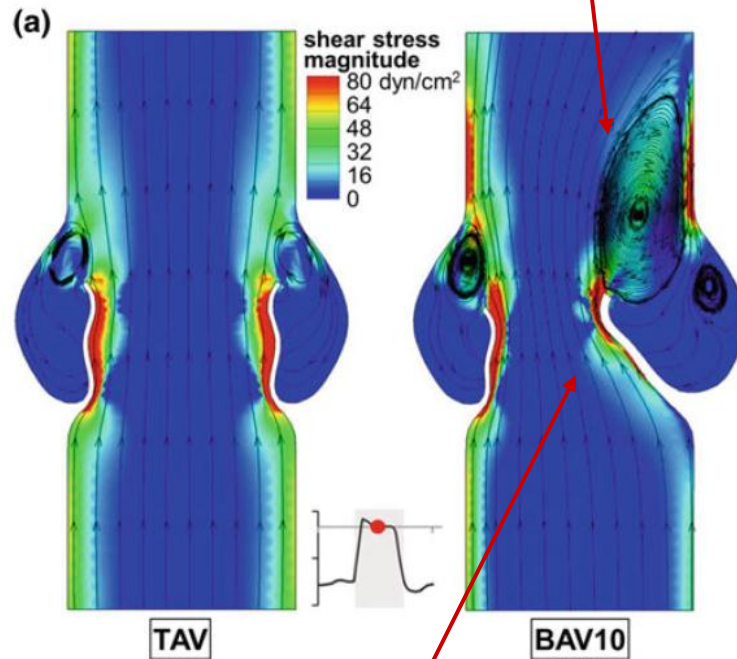 (a)
shear stress
magnitude
80 dyn/cm²
64
48
32
16
0
TAV
BAV10